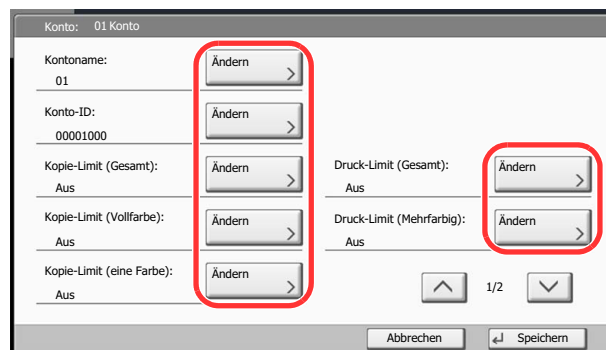 Konto: 01 Konto
Kontoname:
01
Ändern
Konto-ID:
00001000
Ändern
Kopie-Limit (Gesamt):
Aus
Ändern
Kopie-Limit (Vollfarbe):
Aus
Ändern
Kopie-Limit (eine Farbe):
Aus
Ändern
Druck-Limit (Gesamt):
Aus
Ändern
Druck-Limit (Mehrfarbig):
Aus
Ändern
1/2
Abbrechen
Speichern